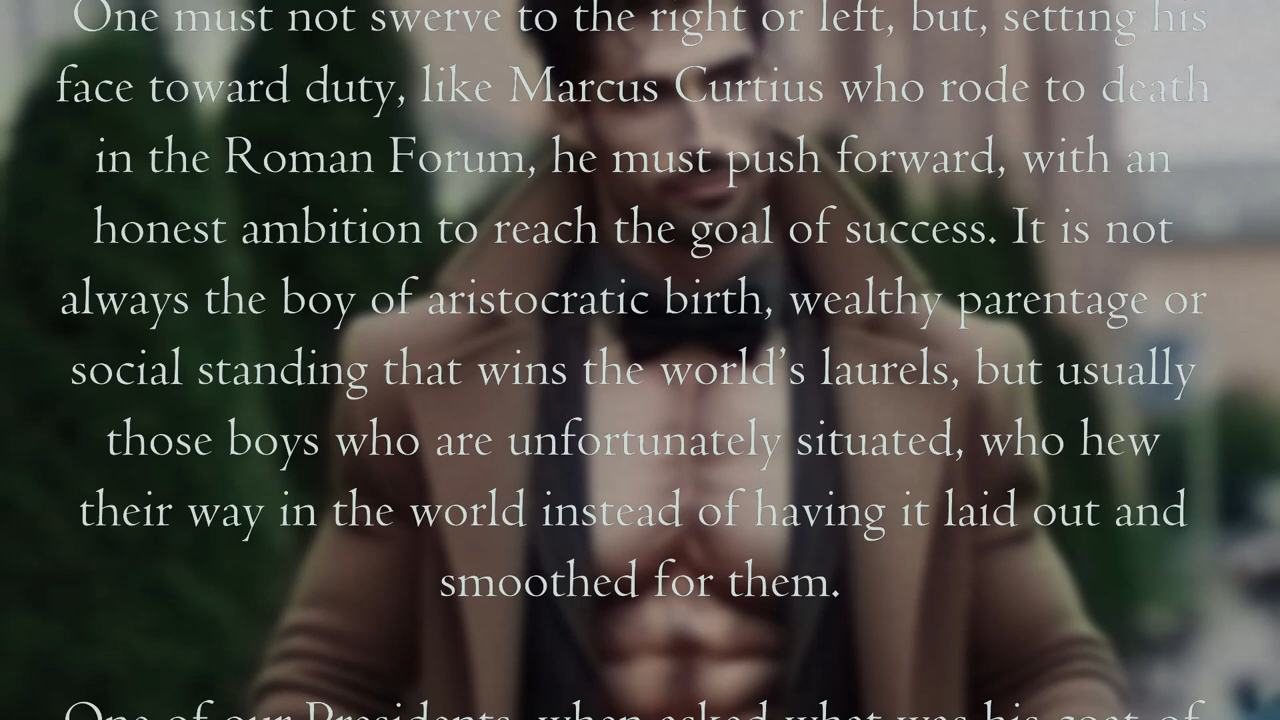 One must not swerve to the right or left, but, setting his
face toward duty, like Marcus Curtius who rode to death
in the Roman Forum, he must push forward, with an
honest ambition to reach the goal of success. It is not
always the boy of aristocratic birth, wealthy parentage or
social standing that wins the world’s laurels, but usually
those boys who are unfortunately situated, who hew
their way in the world instead of having it laid out and
smoothed for them.
One of our Presidents, when asked what was his coat of